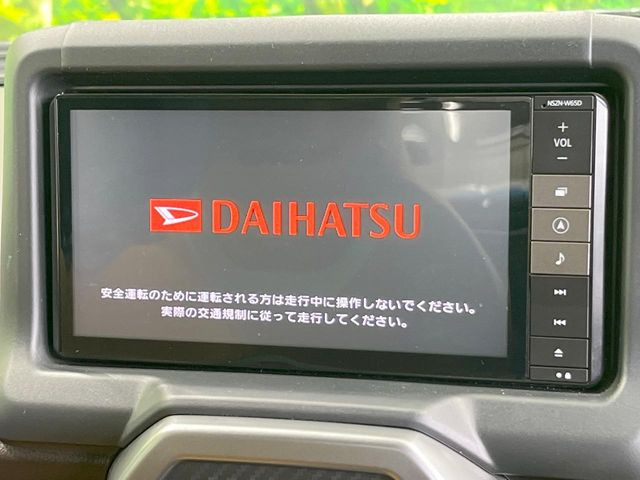 NSZN-W65D
+
VOL
−
DAIHATSU
安全運転のために運転される方は走行中に操作しないでください。
実際の交通規制に従って走行してください。